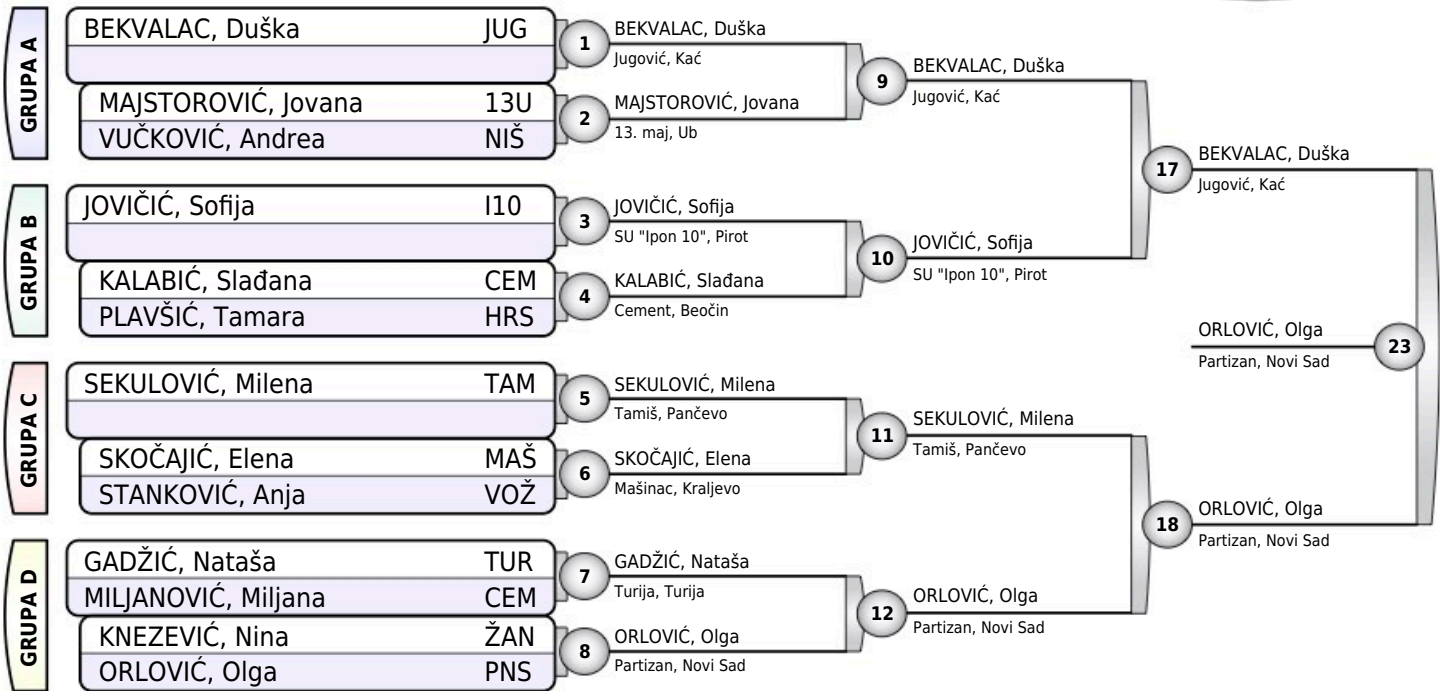 GRUPA A
BEKVALAC, Duška JUG
MAJSTOROVIĆ, Jovana 13U
VUČKOVIĆ, Andrea NIŠ
GRUPA B
JOVIČIĆ, Sofija I10
KALABIĆ, Slađana CEM
PLAVŠIĆ, Tamara HRS
GRUPA C
SEKULOVIĆ, Milena TAM
SKOČAJIĆ, Elena MAŠ
STANKOVIĆ, Anja VOŽ
GRUPA D
GADŽIĆ, Nataša TUR
MILJANOVIĆ, Miljana CEM
KNEZEVIĆ, Nina ŽAN
ORLOVIĆ, Olga PNS
1 BEKVALAC, Duška
Jugović, Kać
2 MAJSTOROVIĆ, Jovana
13. maj, Ub
3 JOVIČIĆ, Sofija
SU "Ipon 10", Pirot
4 KALABIĆ, Slađana
Cement, Beočin
5 SEKULOVIĆ, Milena
Tamiš, Pančevo
6 SKOČAJIĆ, Elena
Mašinac, Kraljevo
7 GADŽIĆ, Nataša
Turija, Turija
8 ORLOVIĆ, Olga
Partizan, Novi Sad
9 BEKVALAC, Duška
Jugović, Kać
10 JOVIČIĆ, Sofija
SU "Ipon 10", Pirot
11 SEKULOVIĆ, Milena
Tamiš, Pančevo
12 ORLOVIĆ, Olga
Partizan, Novi Sad
17 BEKVALAC, Duška
Jugović, Kać
18 ORLOVIĆ, Olga
Partizan, Novi Sad
ORLOVIĆ, Olga 23
Partizan, Novi Sad